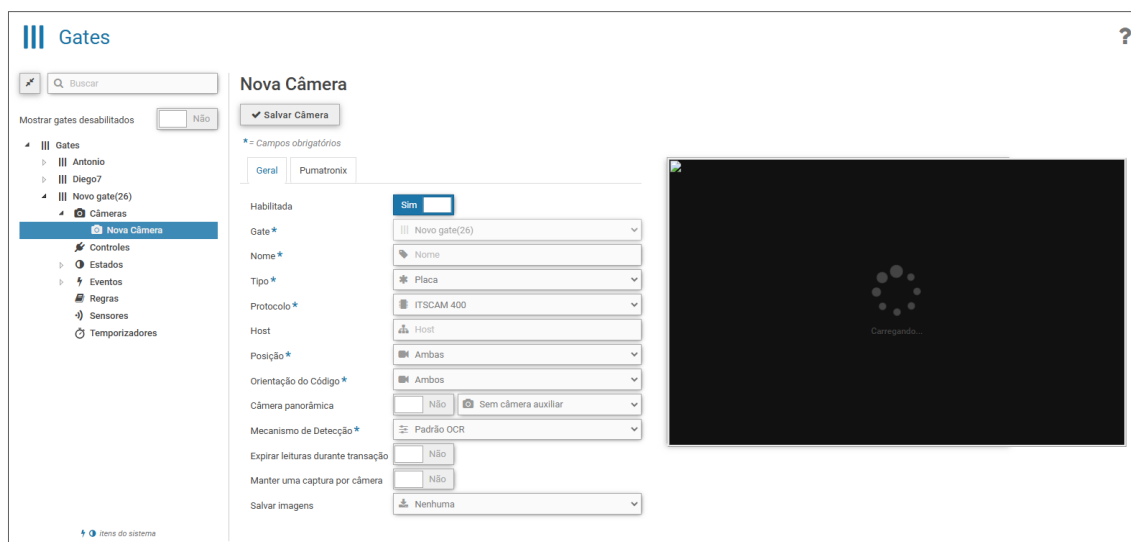 Gates
?
Buscar
Mostrar gates desabilitados Não
Gates
Antonio
Diego7
Novo gate(26)
Câmeras
Nova Câmera
Controles
Estados
Eventos
Regras
Sensores
Temporizadores
itens do sistema
Nova Câmera
Salvar Câmera
*= Campos obrigatórios
Geral Pumatronix
Habilitada Sim
Gate* Novo gate(26)
Nome* Nome
Tipo* Placa
Protocolo* ITSCAM 400
Host Host
Posição* Ambas
Orientação do Código* Ambos
Câmera panorâmica Não Sem câmera auxiliar
Mecanismo de Detecção* Padrão OCR
Expirar leituras durante transação Não
Manter uma captura por câmera Não
Salvar imagens Nenhuma
Carregando...